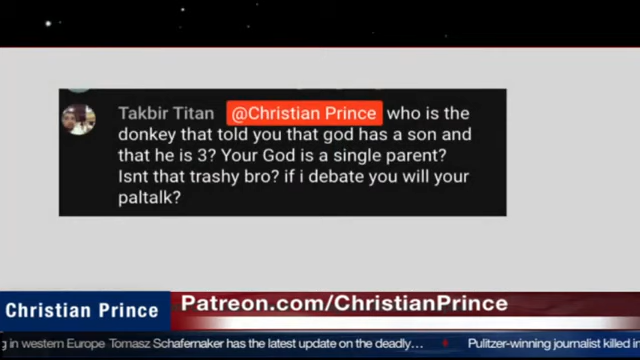 Takbir Titan @Christian Prince who is the
donkey that told you that god has a son and
that he is 3? Your God is a single parent?
Isnt that trashy bro? if i debate you will your
paltalk?
Christian Prince
Patreon.com/ChristianPrince
g in western Europe Tomasz Schafernaker has the latest update on the deadly... Pulitzer-winning journalist killed in